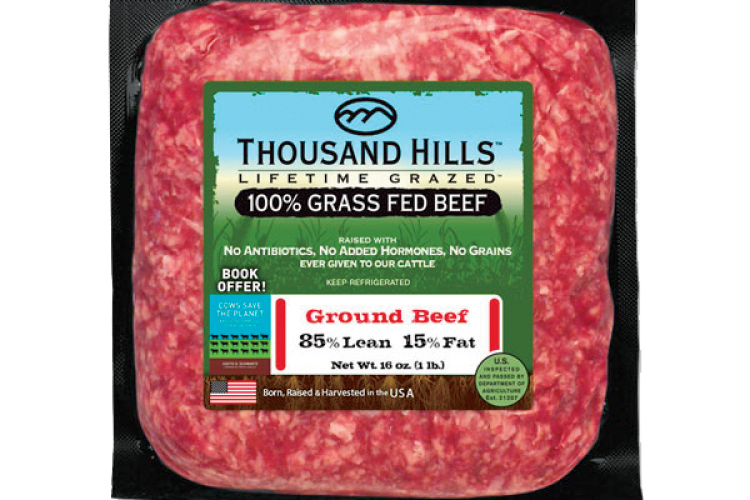 THOUSAND HILLS™
LIFETIME GRAZED™
100% GRASS FED BEEF
RAISED WITH
NO ANTIBIOTICS, NO ADDED HORMONES, NO GRAINS
EVER GIVEN TO OUR CATTLE
KEEP REFRIGERATED
BOOK
OFFER!
COWS SAVE
THE PLANET
Ground Beef
85% Lean 15% Fat
Net Wt. 16 oz. (1 lb.)
U.S.
INSPECTED
AND PASSED BY
DEPARTMENT OF
AGRICULTURE
Est. 21207
Born, Raised & Harvested in the USA